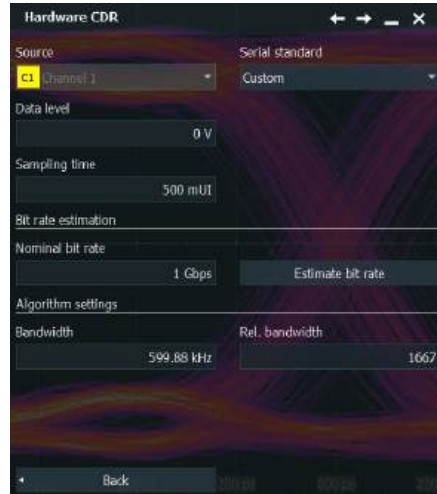 Hardware CDR
Source
Serial standard
C1 Channel 1
Custom
Data level
0 V
Sampling time
500 mUI
Bit rate estimation
Nominal bit rate
1 Gbps
Estimate bit rate
Algorithm settings
Bandwidth
Rel. bandwidth
599.88 kHz
1667
Back